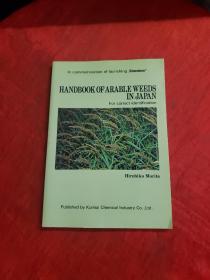 In commemoration of launching
HANDBOOK OF ARABLE WEEDS
IN JAPAN
For correct identification
Hirohiko Morita
Published by Kumiai Chemical Industry Co., Ltd.